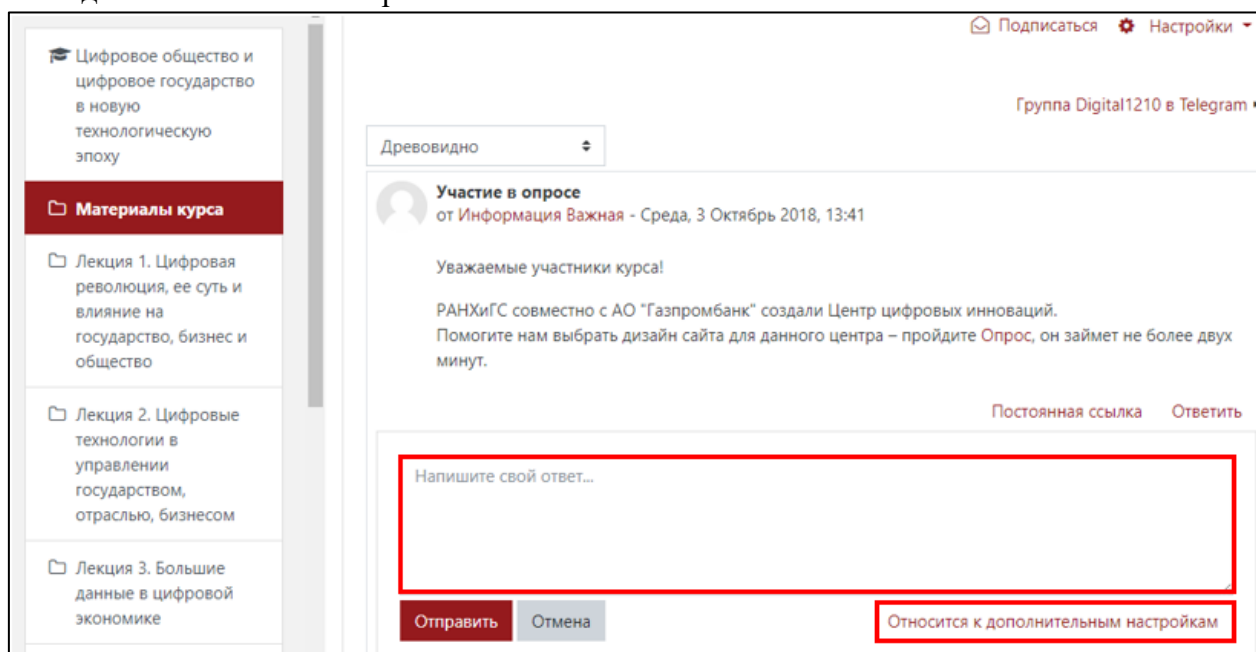 Подписаться Настройки
Цифровое общество и
цифровое государство
в новую
технологическую
эпоху
Материалы курса
Лекция 1. Цифровая
революция, ее суть и
влияние на
государство, бизнес и
общество
Лекция 2. Цифровые
технологии в
управлении
государством,
отраслью, бизнесом
Лекция 3. Большие
данные в цифровой
экономике
Группа Digital1210 в Telegram
Древовидно
Участие в опросе
от Информация Важная - Среда, 3 Октябрь 2018, 13:41
Уважаемые участники курса!
РАНХиГС совместно с АО "Газпромбанк" создали Центр цифровых инноваций.
Помогите нам выбрать дизайн сайта для данного центра – пройдите Опрос, он займет не более двух
минут.
Постоянная ссылка Ответить
Напишите свой ответ...
Отправить Отмена Относится к дополнительным настройкам